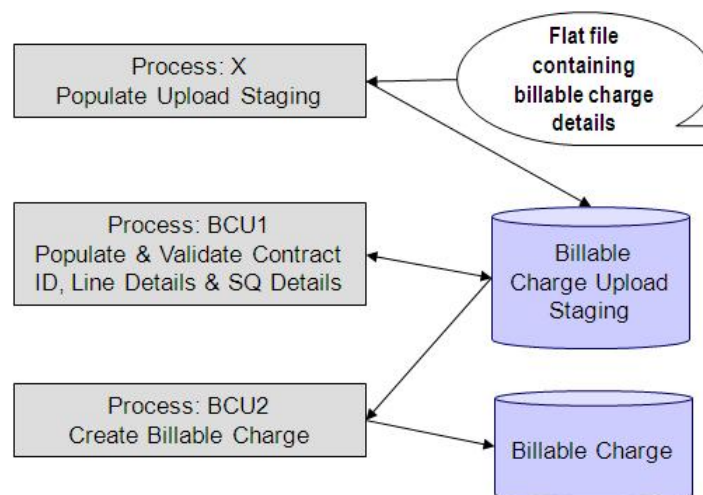 Process: X
Populate Upload Staging
Flat file
containing
billable charge
details
Process: BCU1
Populate & Validate Contract
ID, Line Details & SQ Details
Billable
Charge Upload
Staging
Process: BCU2
Create Billable Charge
Billable Charge